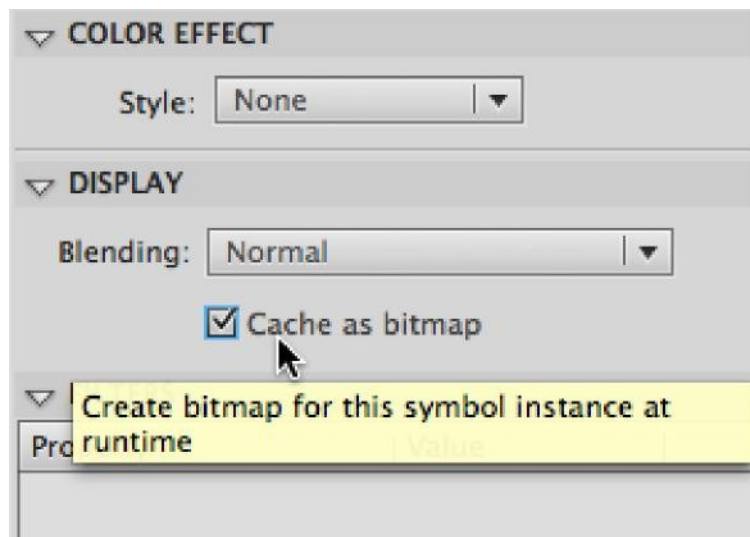 COLOR EFFECT
Style: None
DISPLAY
Blending: Normal
Cache as bitmap
Create bitmap for this symbol instance at
runtime
Value